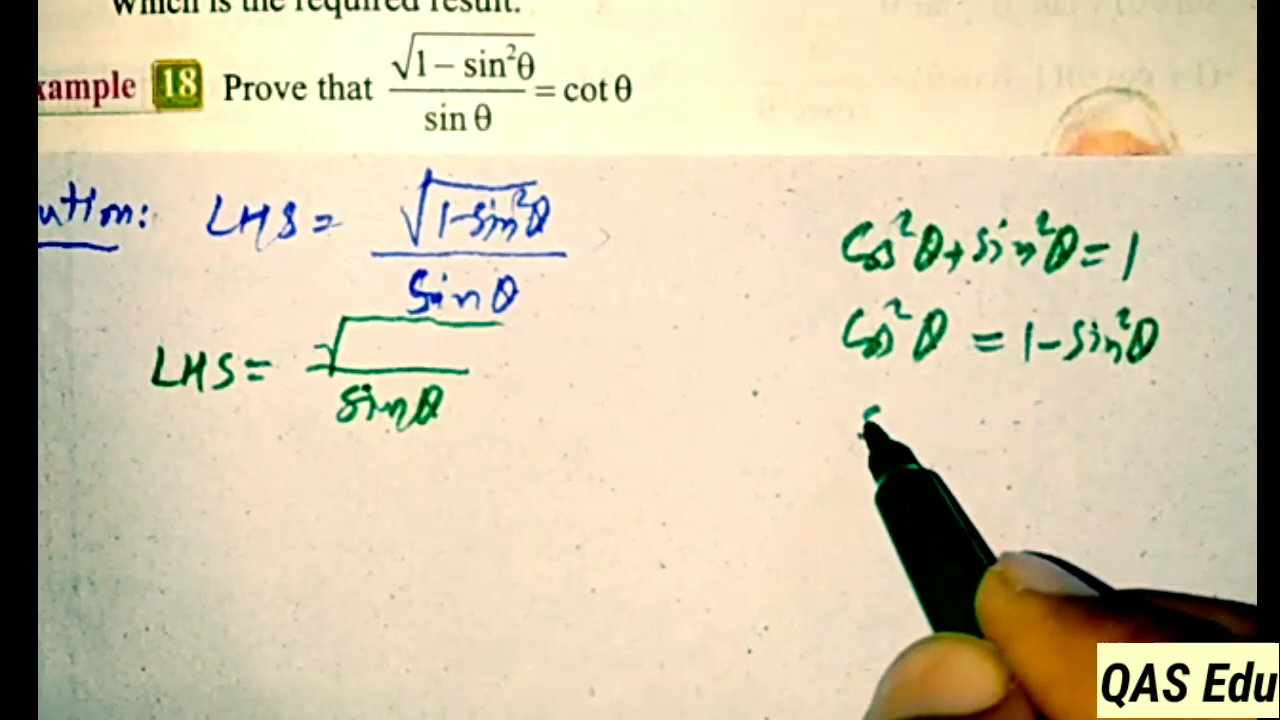 which is the required result.
xample 18 Prove that √1 – sin²θ / sin θ = cot θ
ution: LHS = √1-sin²θ / sin θ
LHS = √ / sinθ
cos²θ + sin²θ = 1
cos²θ = 1 - sin²θ
QAS Edu